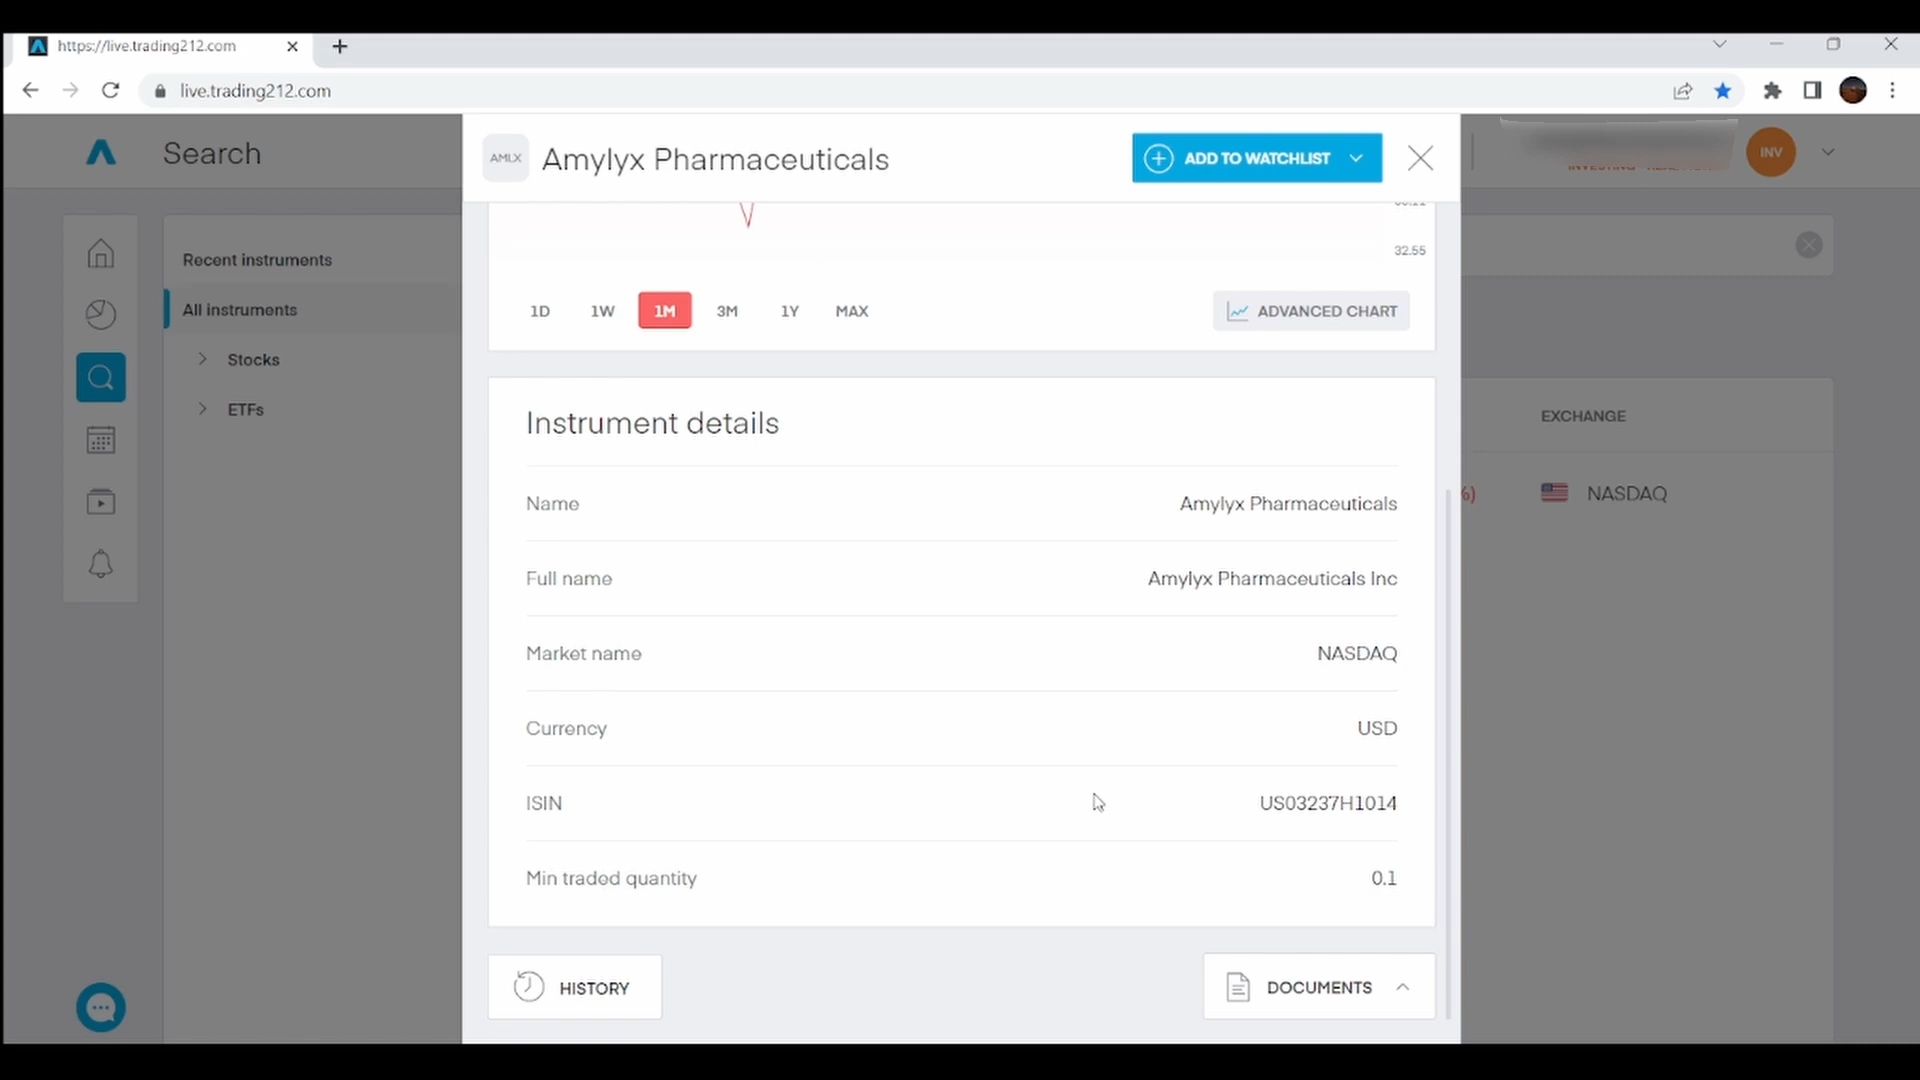 https://live.trading212.com
live.trading212.com
Search
AMLX
Amylyx Pharmaceuticals
ADD TO WATCHLIST
INV
Recent instruments
All instruments
Stocks
ETFs
32.55
1D 1W 1M 3M 1Y MAX
ADVANCED CHART
Instrument details
EXCHANGE
Name Amylyx Pharmaceuticals
%) NASDAQ
Full name Amylyx Pharmaceuticals Inc
Market name NASDAQ
Currency USD
ISIN US03237H1014
Min traded quantity 0.1
HISTORY
DOCUMENTS